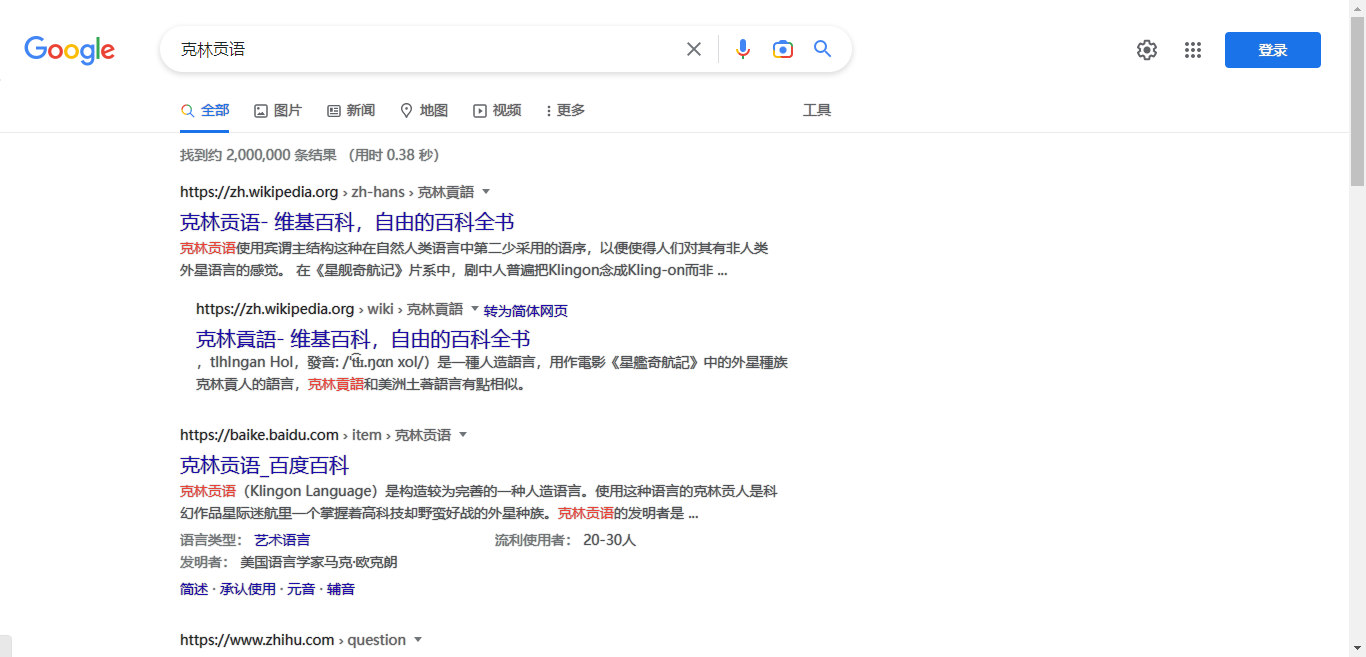 Google
克林贡语
登录
全部 图片 新闻 地图 视频 更多 工具
找到约 2,000,000 条结果 （用时 0.38 秒）
https://zh.wikipedia.org › zh-hans › 克林貢語
克林贡语- 维基百科，自由的百科全书
克林贡语使用宾谓主结构这种在自然人类语言中第二少采用的语序，以便使得人们对其有非人类
外星语言的感觉。 在《星舰奇航记》片系中，剧中人普遍把Klingon念成Kling-on而非 ...
https://zh.wikipedia.org › wiki › 克林貢語 转为简体网页
克林貢語- 维基百科，自由的百科全书
，tlhIngan Hol，發音: /ˈt͡ɬɪ.ŋɑn xol/）是一種人造語言，用作電影《星艦奇航記》中的外星種族
克林貢人的語言，克林貢語和美洲土著語言有點相似。
https://baike.baidu.com › item › 克林贡语
克林贡语_百度百科
克林贡语（Klingon Language）是构造较为完善的一种人造语言。使用这种语言的克林贡人是科
幻作品星际迷航里一个掌握着高科技却野蛮好战的外星种族。克林贡语的发明者是 ...
语言类型： 艺术语言 流利使用者： 20-30人
发明者： 美国语言学家马克·欧克朗
简述 · 承认使用 · 元音 · 辅音
https://www.zhihu.com › question